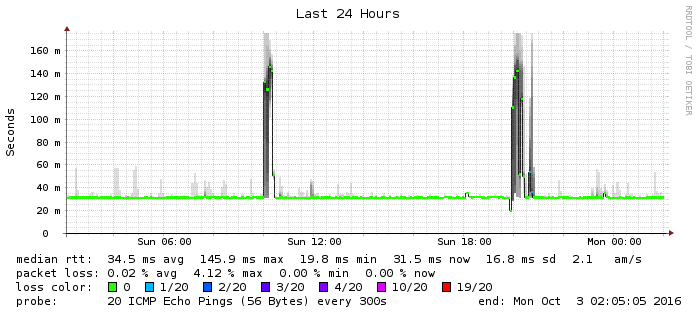 Last 24 Hours
RRDTOOL / TOBI OETIKER
Seconds
160 m
140 m
120 m
100 m
80 m
60 m
40 m
20 m
0
Sun 06:00 Sun 12:00 Sun 18:00 Mon 00:00
median rtt: 34.5 ms avg 145.9 ms max 19.8 ms min 31.5 ms now 16.8 ms sd 2.1 am/s
packet loss: 0.02 % avg 4.12 % max 0.00 % min 0.00 % now
loss color: 0 1/20 2/20 3/20 4/20 10/20 19/20
probe: 20 ICMP Echo Pings (56 Bytes) every 300s end: Mon Oct 3 02:05:05 2016